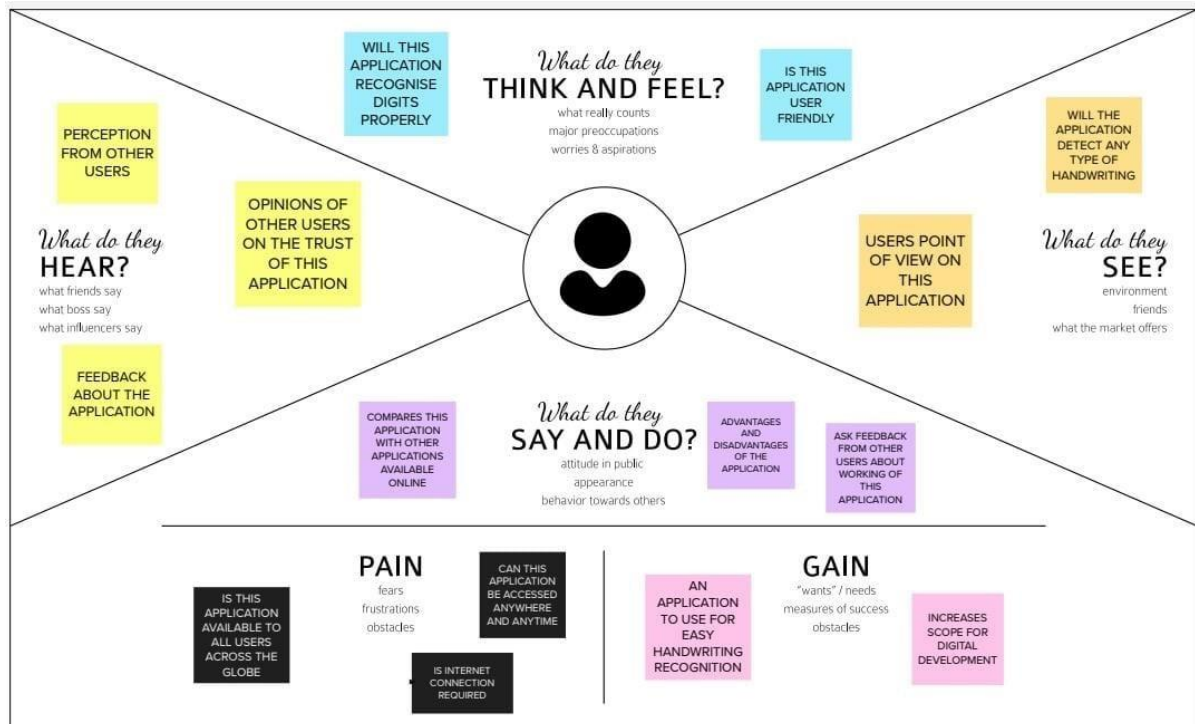 WILL THIS
APPLICATION
RECOGNISE
DIGITS
PROPERLY
What do they
THINK AND FEEL?
what really counts
major preoccupations
worries & aspirations
IS THIS
APPLICATION
USER
FRIENDLY
PERCEPTION
FROM OTHER
USERS
OPINIONS OF
OTHER USERS
ON THE TRUST
OF THIS
APPLICATION
What do they
HEAR?
what friends say
what boss say
what influencers say
FEEDBACK
ABOUT THE
APPLICATION
WILL THE
APPLICATION
DETECT ANY
TYPE OF
HANDWRITING
USERS POINT
OF VIEW ON
THIS
APPLICATION
What do they
SEE?
environment
friends
what the market offers
COMPARES THIS
APPLICATION
WITH OTHER
APPLICATIONS
AVAILABLE
ONLINE
What do they
SAY AND DO?
attitude in public
appearance
behavior towards others
ADVANTAGES
AND
DISADVANTAGES
OF THE
APPLICATION
ASK FEEDBACK
FROM OTHER
USERS ABOUT
WORKING OF
THIS
APPLICATION
PAIN
fears
frustrations
obstacles
IS THIS
APPLICATION
AVAILABLE TO
ALL USERS
ACROSS THE
GLOBE
CAN THIS
APPLICATION
BE ACCESSED
ANYWHERE
AND ANYTIME
IS INTERNET
CONNECTION
REQUIRED
GAIN
"wants" / needs
measures of success
obstacles
AN
APPLICATION
TO USE FOR
EASY
HANDWRITING
RECOGNITION
INCREASES
SCOPE FOR
DIGITAL
DEVELOPMENT